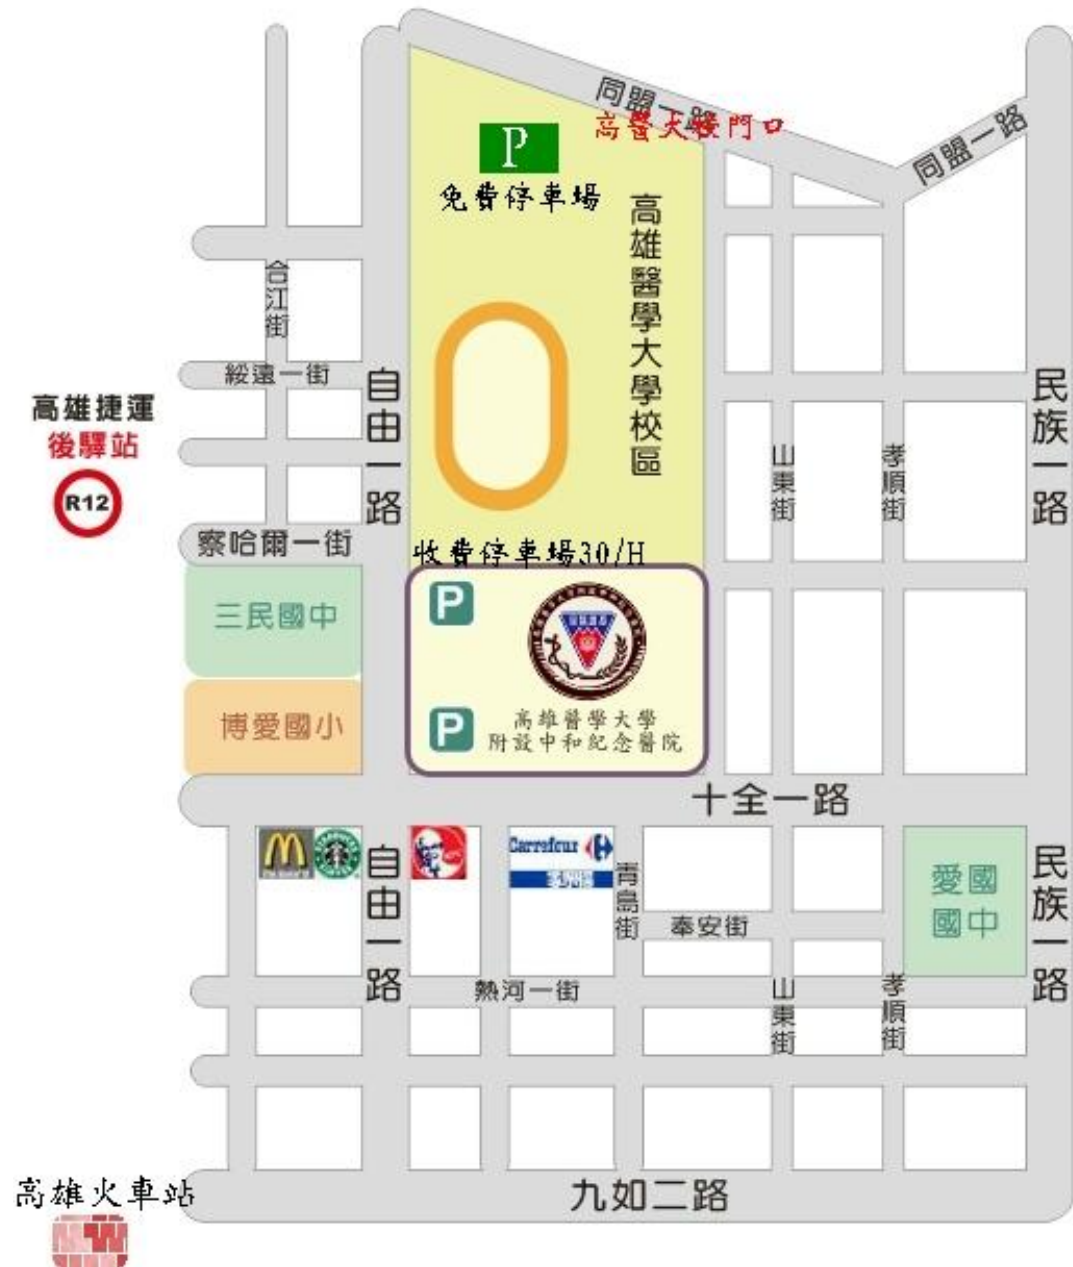 同盟一路
高醫大後門口
同盟一路
P
免費停車場
高雄醫學大學校區
合江街
綏遠一街
自由一路
民族一路
高雄捷運
後驛站
R12
山東街
孝順街
察哈爾一街
收費停車場30/H
P
三民國中
博愛國小
P
高雄醫學大學
附設中和紀念醫院
十全一路
自由一路
Carrefour
青島街
愛國
國中
民族一路
奉安街
熱河一街
山東街
孝順街
高雄火車站
九如二路